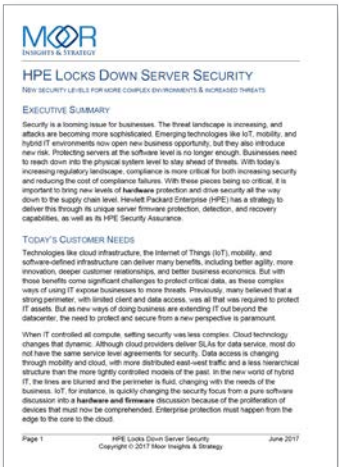 MOOR
INSIGHTS & STRATEGY
HPE LOCKS DOWN SERVER SECURITY
NEW SECURITY LEVELS FOR MORE COMPLEX ENVIRONMENTS & INCREASED THREATS
EXECUTIVE SUMMARY
Security is a looming issue for businesses. The threat landscape is increasing, and
attacks are becoming more sophisticated. Emerging technologies like IoT, mobility, and
hybrid IT environments now open new business opportunity, but they also introduce
new risk. Protecting servers at the software level is no longer enough. Businesses need
to reach down into the physical system level to stay ahead of threats. With today's
increasing regulatory landscape, compliance is more critical for both increasing security
and reducing the cost of compliance failures. With these pieces being so critical, it is
important to bring new levels of hardware protection and drive security all the way
down to the supply chain level. Hewlett Packard Enterprise (HPE) has a strategy to
deliver this through its unique server firmware protection, detection, and recovery
capabilities, as well as its HPE Security Assurance.
TODAY'S CUSTOMER NEEDS
Technologies like cloud infrastructure, the Internet of Things (IoT), mobility, and
software-defined infrastructure can deliver many benefits, including better agility, more
innovation, deeper customer relationships, and better business economics. But with
those benefits come significant challenges to protect critical data, as these complex
ways of using IT expose businesses to more threats. Previously, many believed that a
strong perimeter, with limited client and data access, was all that was required to protect
IT assets. But as new ways of doing business are extending IT out beyond the
datacenter, the need to protect and secure from a new perspective is paramount.
When IT controlled all compute, setting security was less complex. Cloud technology
changes that dynamic. Although cloud providers deliver SLAs for data service, most do
not have the same service level agreements for security. Data access is changing
through mobility and cloud, with more distributed east-west traffic and a less hierarchical
structure than the more tightly controlled models of the past. In the new world of hybrid
IT, the lines are blurred and the perimeter is fluid, changing with the needs of the
business. IoT, for instance, is quickly changing the security focus from a pure software
discussion into a hardware and firmware discussion because of the proliferation of
devices that must now be comprehended. Enterprise protection must happen from the
edge to the core to the cloud.
Page 1 HPE Locks Down Server Security June 2017
Copyright © 2017 Moor Insights & Strategy